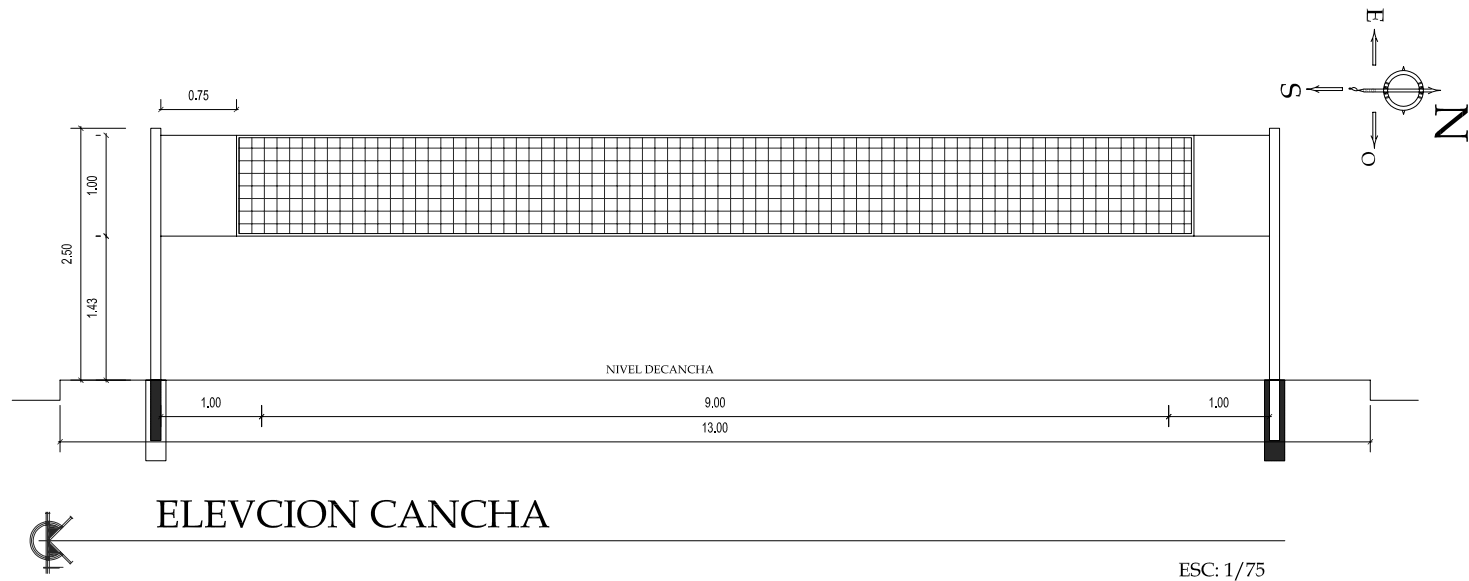 E
S
N
O
0.75
1.00
2.50
1.43
NIVEL DECANCHA
1.00 9.00 1.00
13.00
ELEVCION CANCHA
ESC: 1/75